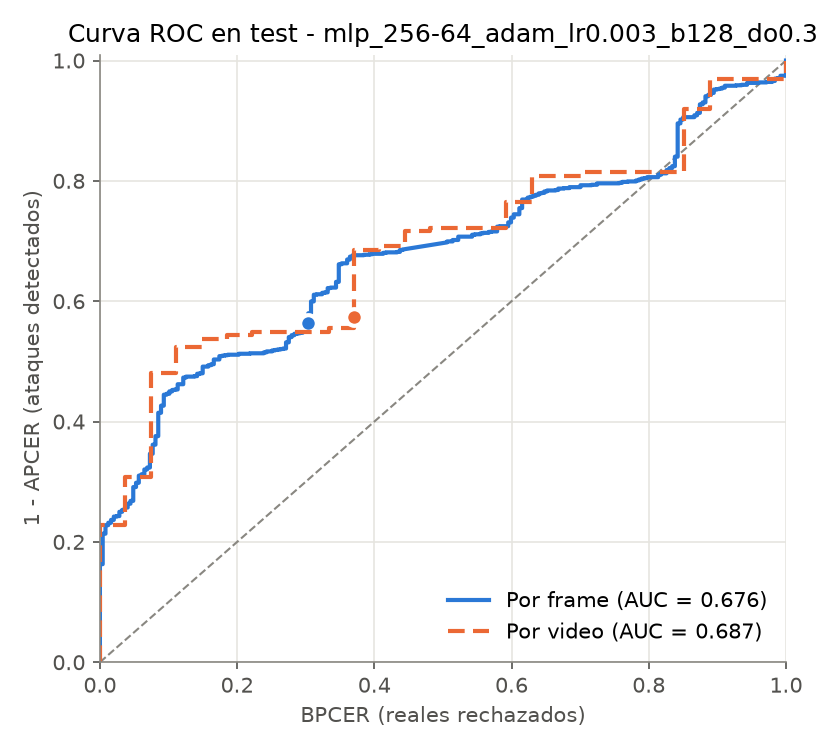 Curva ROC en test - mlp_256-64_adam_lr0.003_b128_do0.3
1 - APCER (ataques detectados)
1.0
0.8
0.6
0.4
0.2
0.0
Por frame (AUC = 0.676)
Por video (AUC = 0.687)
0.0 0.2 0.4 0.6 0.8 1.0
BPCER (reales rechazados)